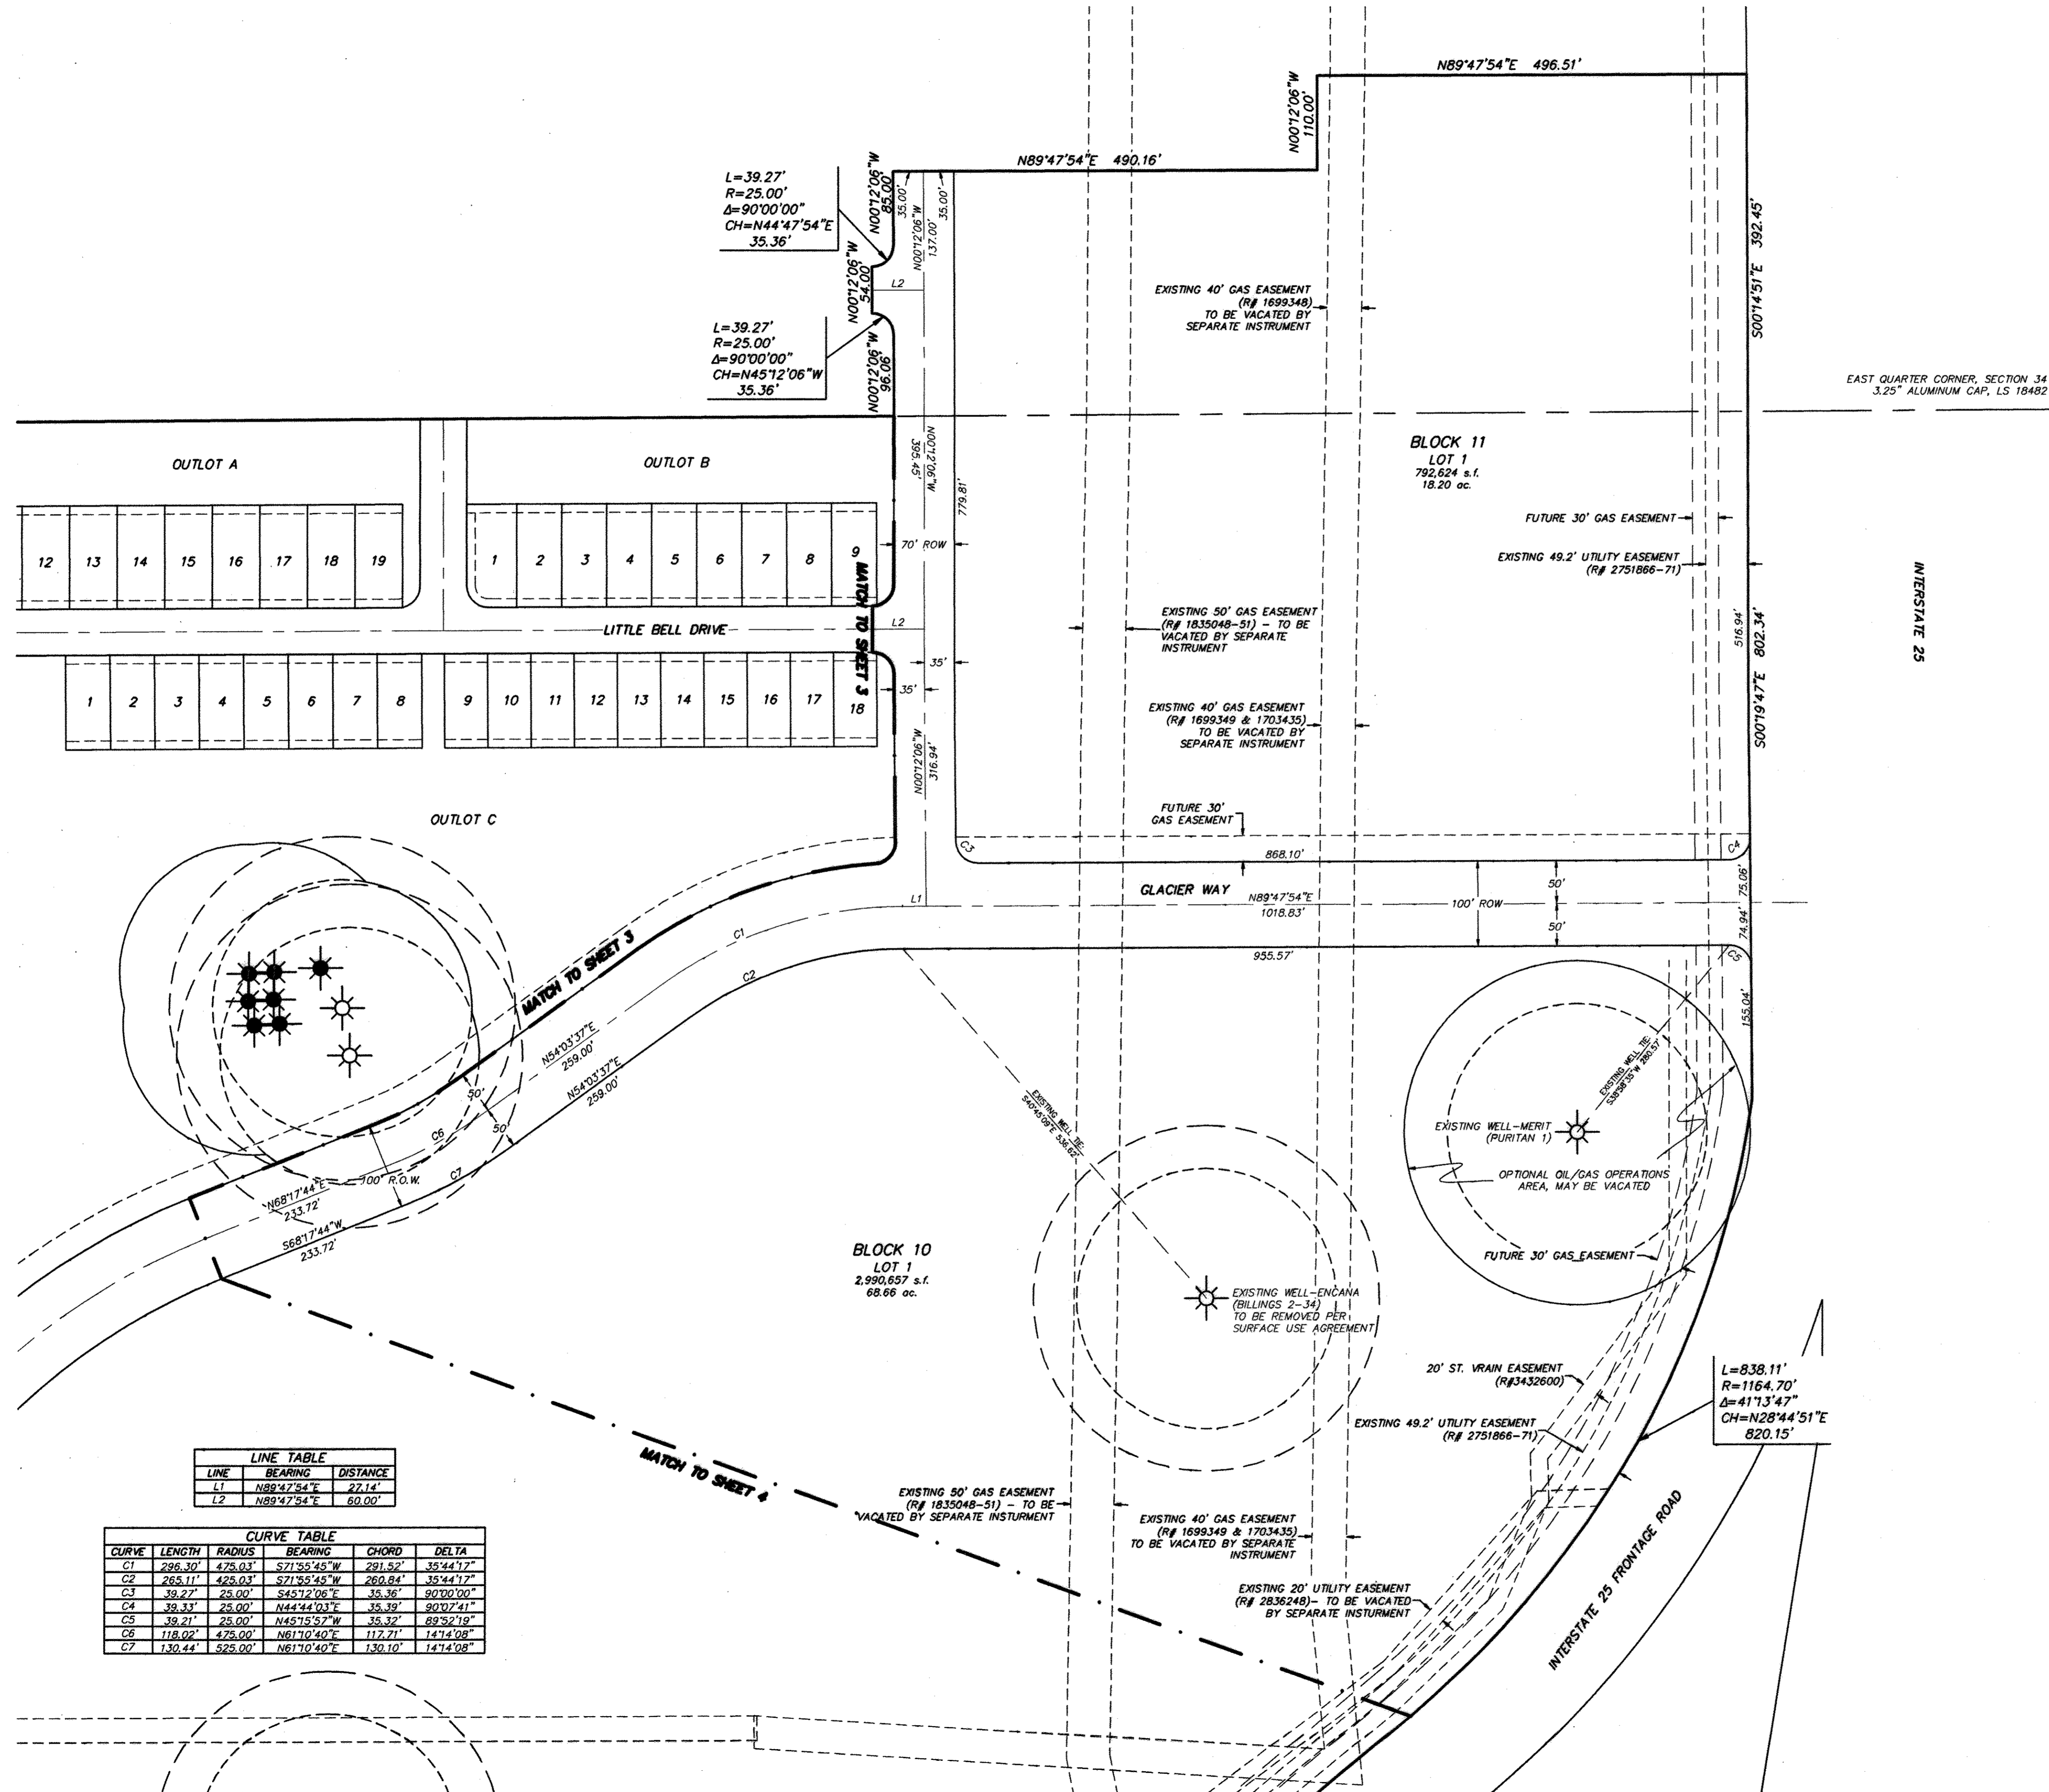 N89°47'54"E 496.51'
N00°12'06"W
110.00'
N89°47'54"E 490.16'
L=39.27'
R=25.00'
Δ=90°00'00"
CH=N44°47'54"E
35.36'
N00°12'06"W
85.00'
35.00'
N00°12'06"W
137.00'
35.00'
S00°14'51"E 392.45'
N00°12'06"W
54.00'
L2
EXISTING 40' GAS EASEMENT
(R# 1699348)
TO BE VACATED BY
SEPARATE INSTRUMENT
L=39.27'
R=25.00'
Δ=90°00'00"
CH=N45°12'06"W
35.36'
N00°12'06"W
96.06'
EAST QUARTER CORNER, SECTION 34
3.25" ALUMINUM CAP, LS 18482
OUTLOT A
OUTLOT B
N00°12'06"W
395.45'
779.81'
BLOCK 11
LOT 1
792,624 s.f.
18.20 ac.
FUTURE 30' GAS EASEMENT
EXISTING 49.2' UTILITY EASEMENT
(R# 2751866-71)
12 13 14 15 16 17 18 19
1 2 3 4 5 6 7 8 9
70' ROW
MATCH TO SHEET 3
INTERSTATE 25
516.94'
S00°19'47"E 802.34'
LITTLE BELL DRIVE
L2
EXISTING 50' GAS EASEMENT
(R# 1835048-51) - TO BE
VACATED BY SEPARATE
INSTRUMENT
35'
35'
1 2 3 4 5 6 7 8
9 10 11 12 13 14 15 16 17 18
EXISTING 40' GAS EASEMENT
(R# 1699349 & 1703435)
TO BE VACATED BY
SEPARATE INSTRUMENT
N00°12'06"W
316.94'
OUTLOT C
FUTURE 30'
GAS EASEMENT
C3
868.10'
C4
75.06'
GLACIER WAY
N89°47'54"E
1018.83'
L1
100' ROW
50'
50'
74.94'
C1
C2
955.57'
C5
MATCH TO SHEET 3
155.04'
N54°03'37"E
259.00'
N54°03'37"E
259.00'
50'
50'
C6
C7
100' R.O.W.
N68°17'44"E
233.72'
S68°17'44"W
233.72'
EXISTING WELL TIE:
S40°45'09"E 536.62'
EXISTING WELL TIE:
S38°58'35"W 280.57'
EXISTING WELL-MERIT
(PURITAN 1)
OPTIONAL OIL/GAS OPERATIONS
AREA, MAY BE VACATED
FUTURE 30' GAS EASEMENT
BLOCK 10
LOT 1
2,990,657 s.f.
68.66 ac.
EXISTING WELL-ENCANA
(BILLINGS 2-34)
TO BE REMOVED PER
SURFACE USE AGREEMENT
20' ST. VRAIN EASEMENT
(R#3432600)
L=838.11'
R=1164.70'
Δ=41°13'47"
CH=N28°44'51"E
820.15'
EXISTING 49.2' UTILITY EASEMENT
(R# 2751866-71)
MATCH TO SHEET 4
EXISTING 50' GAS EASEMENT
(R# 1835048-51) - TO BE
VACATED BY SEPARATE INSTURMENT
EXISTING 40' GAS EASEMENT
(R# 1699349 & 1703435)
TO BE VACATED BY SEPARATE
INSTRUMENT
EXISTING 20' UTILITY EASEMENT
(R# 2836248)- TO BE VACATED
BY SEPARATE INSTURMENT
INTERSTATE 25 FRONTAGE ROAD
LINE TABLE
LINE BEARING DISTANCE
L1 N89°47'54"E 27.14'
L2 N89°47'54"E 60.00'
CURVE TABLE
CURVE LENGTH RADIUS BEARING CHORD DELTA
C1 296.30' 475.03' S71°55'45"W 291.52' 35°44'17"
C2 265.11' 425.03' S71°55'45"W 260.84' 35°44'17"
C3 39.27' 25.00' S45°12'06"E 35.36' 90°00'00"
C4 39.33' 25.00' N44°44'03"E 35.39' 90°07'41"
C5 39.21' 25.00' N45°15'57"W 35.32' 89°52'19"
C6 118.02' 475.00' N61°10'40"E 117.71' 14°14'08"
C7 130.44' 525.00' N61°10'40"E 130.10' 14°14'08"